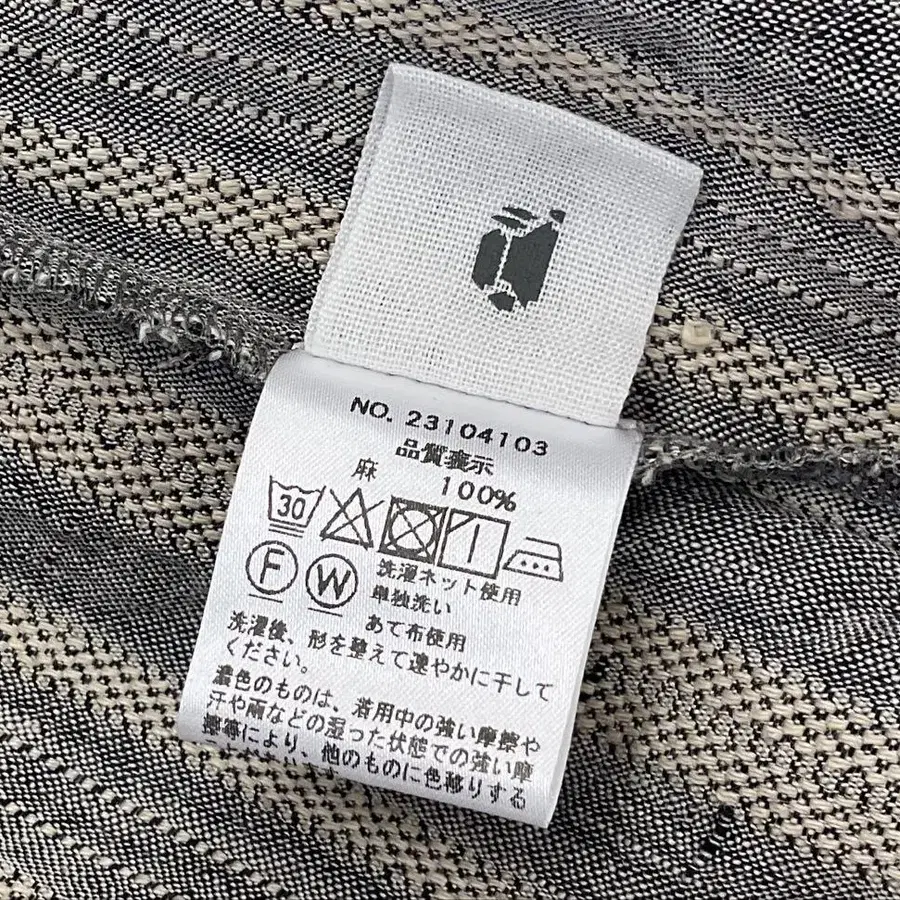 NO. 23104103
品質表示
麻 100%
30
F W 洗濯ネット使用
単独洗い
あて布使用
洗濯後、形を整えて速やかに干して
ください。
濃色のものは、着用中の強い摩擦や
汗や雨などの湿った状態での強い摩
擦等により、他のものに色移りする